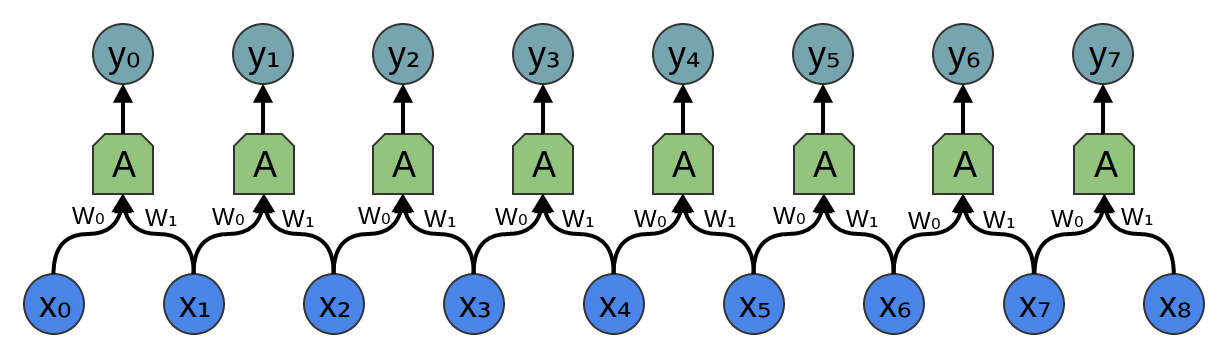 y₀ y₁ y₂ y₃ y₄ y₅ y₆ y₇
A A A A A A A A
W₀ W₁ W₀ W₁ W₀ W₁ W₀ W₁ W₀ W₁ W₀ W₁ W₀ W₁ W₀ W₁
x₀ x₁ x₂ x₃ x₄ x₅ x₆ x₇ x₈